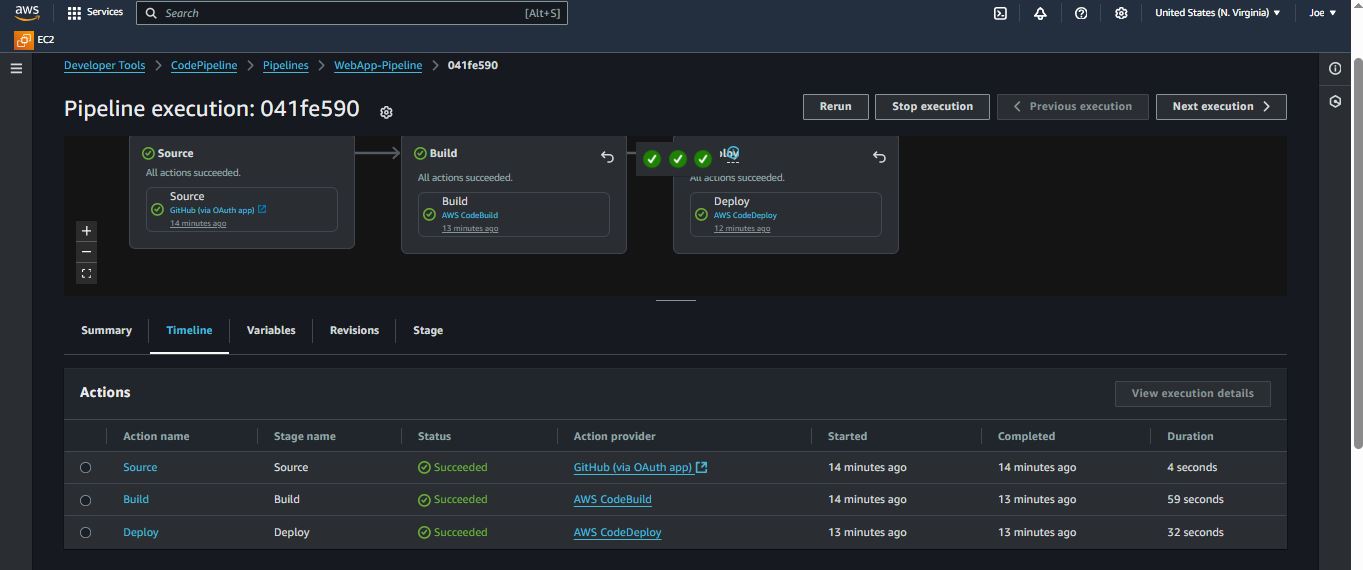 aws
Services
Search
[Alt+S]
United States (N. Virginia)
Joe
EC2
Developer Tools
CodePipeline
Pipelines
WebApp-Pipeline
041fe590
Pipeline execution: 041fe590
Rerun
Stop execution
Previous execution
Next execution
Source
All actions succeeded.
Source
GitHub (via OAuth app)
14 minutes ago
Build
All actions succeeded.
Build
AWS CodeBuild
13 minutes ago
All actions succeeded.
Deploy
AWS CodeDeploy
12 minutes ago
Summary
Timeline
Variables
Revisions
Stage
Actions
View execution details
Action name Stage name Status Action provider Started Completed Duration
Source Source Succeeded GitHub (via OAuth app) 14 minutes ago 14 minutes ago 4 seconds
Build Build Succeeded AWS CodeBuild 14 minutes ago 13 minutes ago 59 seconds
Deploy Deploy Succeeded AWS CodeDeploy 13 minutes ago 13 minutes ago 32 seconds